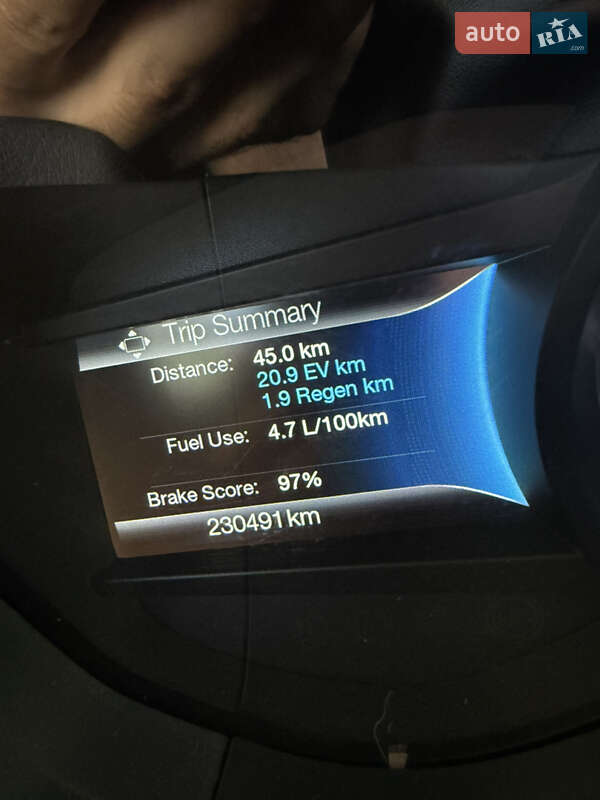 auto RIA .com
Trip Summary
Distance: 45.0 km
20.9 EV km
1.9 Regen km
Fuel Use: 4.7 L/100km
Brake Score: 97%
230491 km